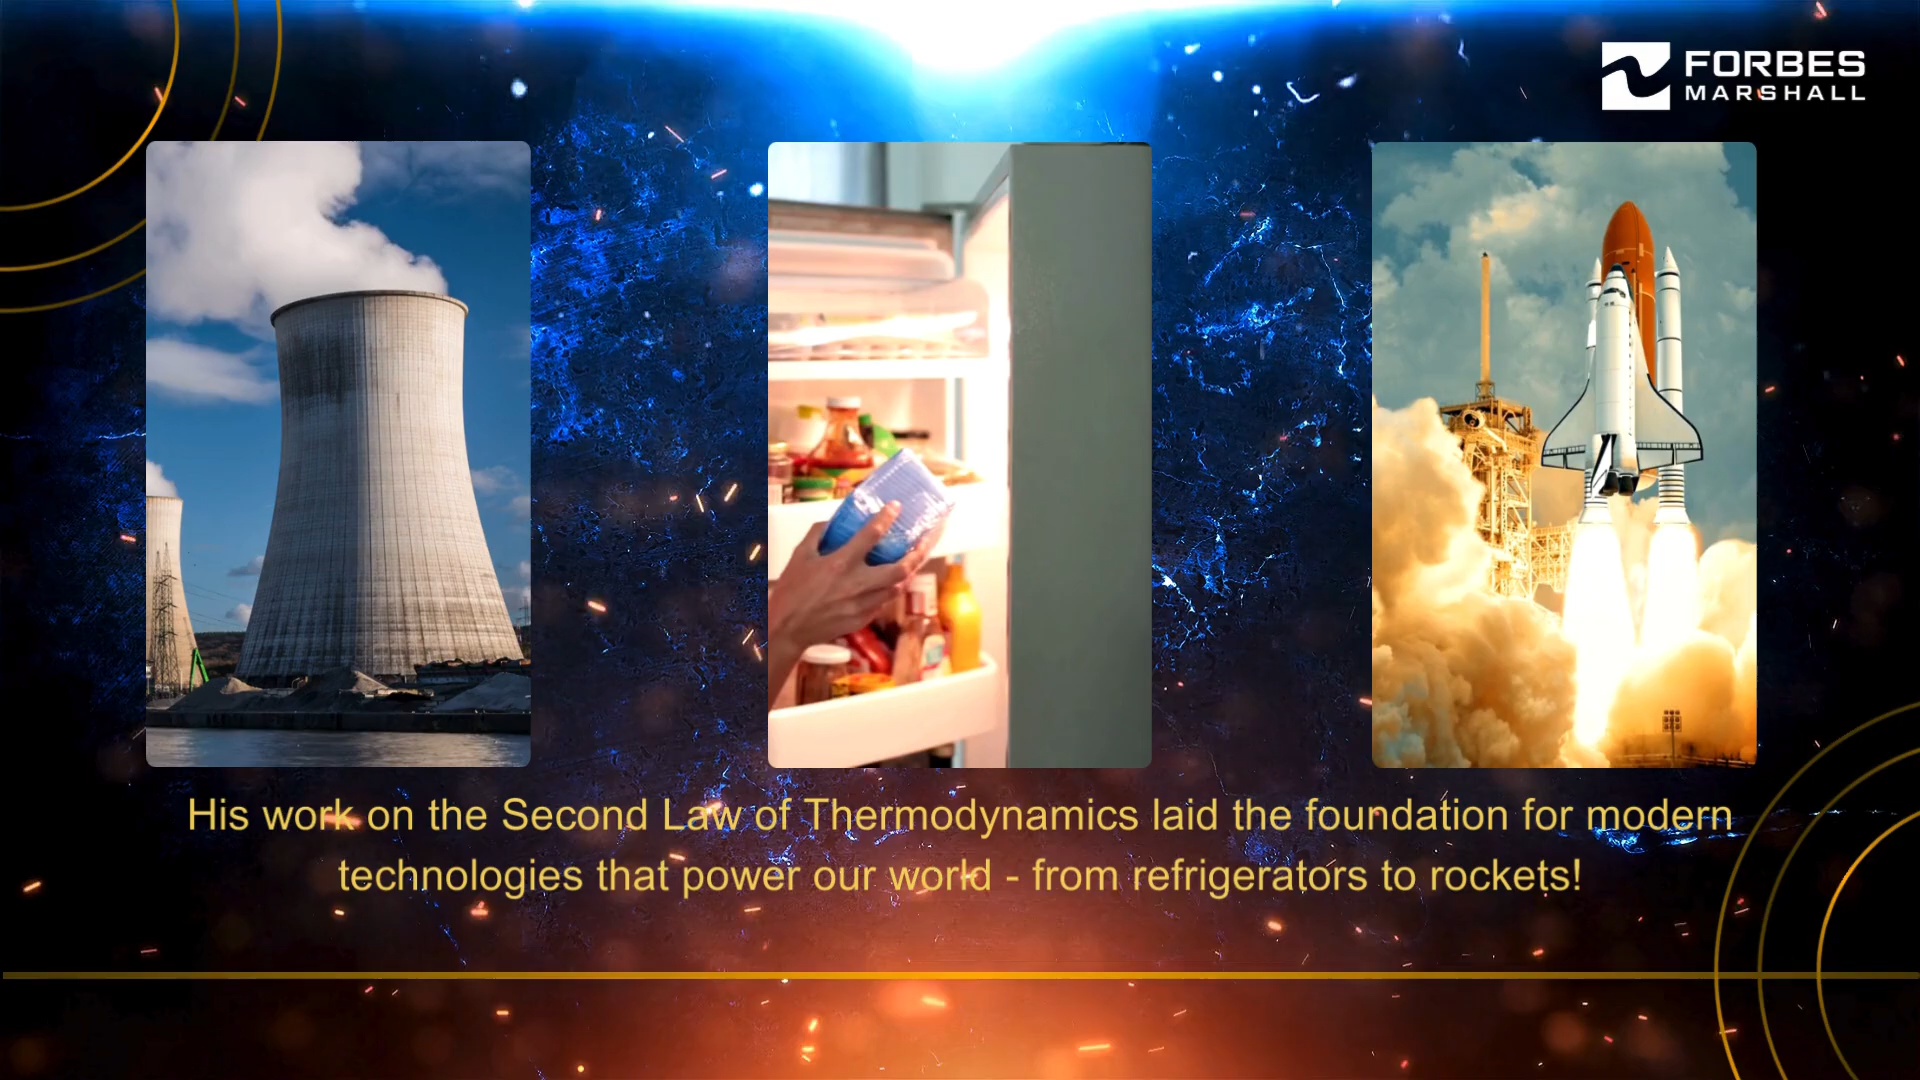 FORBES
MARSHALL
His work on the Second Law of Thermodynamics laid the foundation for modern
technologies that power our world - from refrigerators to rockets!